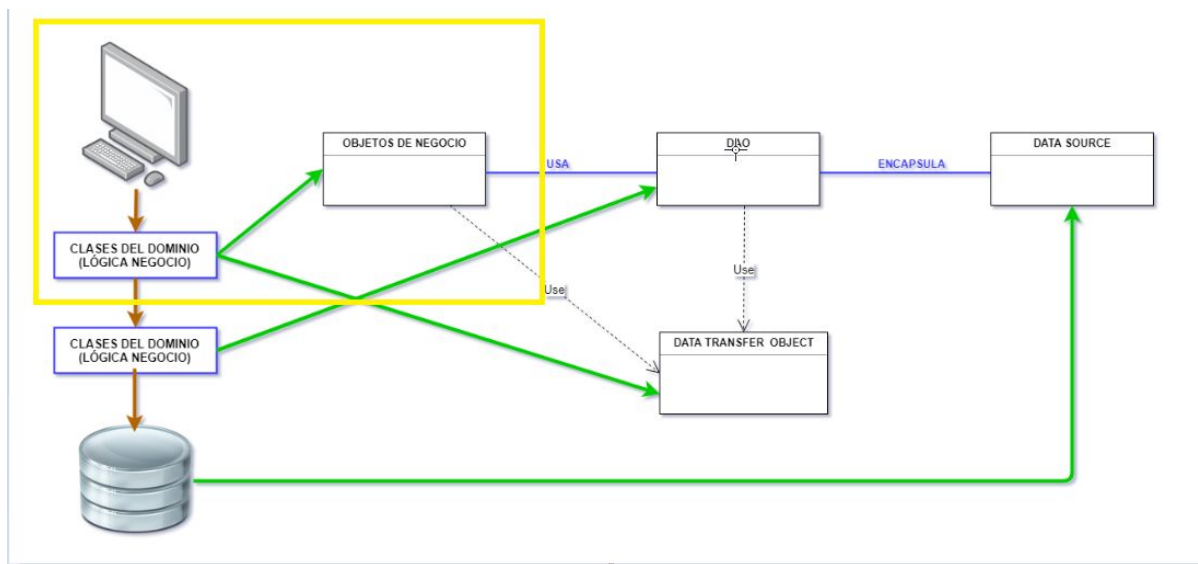 OBJETOS DE NEGOCIO
USA
DAO
ENCAPSULA
DATA SOURCE
CLASES DEL DOMINIO
(LÓGICA NEGOCIO)
Use
Use
CLASES DEL DOMINIO
(LÓGICA NEGOCIO)
DATA TRANSFER OBJECT